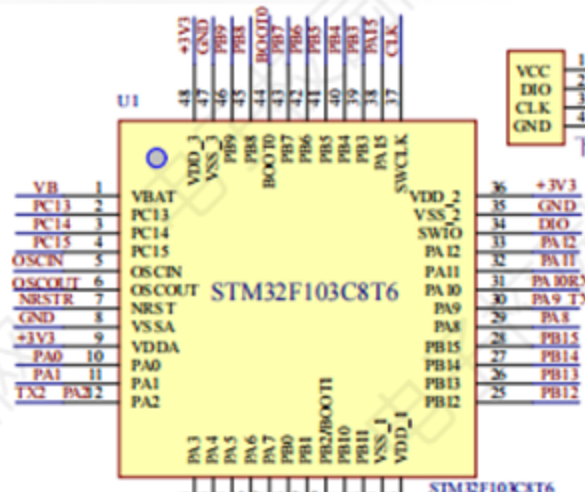 +3V3 GND PB9 PB8 BOOT0 PB7 PB6 PB5 PB4 PB3 PA15 CLK
48 47 46 45 44 43 42 41 40 39 38 37
U1
VDD_3 VSS_3 PB9 PB8 BOOT0 PB7 PB6 PB5 PB4 PB3 PA15 SWCLK
VCC 1
DIO 2
CLK 3
GND 4
VB 1 VBAT VDD_2 36 +3V3
PC13 2 PC13 VSS_2 35 GND
PC14 3 PC14 SWIO 34 DIO
PC15 4 PC15 PA12 33 PA12
OSCIN 5 OSCIN PA11 32 PA11
OSCOUT 6 OSCOUT PA10 31 PA10RX
NRSTR 7 NRST PA9 30 PA9 TX
GND 8 VSSA PA8 29 PA8
+3V3 9 VDDA PB15 28 PB15
PA0 10 PA0 PB14 27 PB14
PA1 11 PA1 PB13 26 PB13
TX2 PA2 12 PA2 PB12 25 PB12
STM32F103C8T6
PA3 PA4 PA5 PA6 PA7 PB0 PB1 PB2/BOOT1 PB10 PB11 VSS_1 VDD_1
STM32F103C8T6